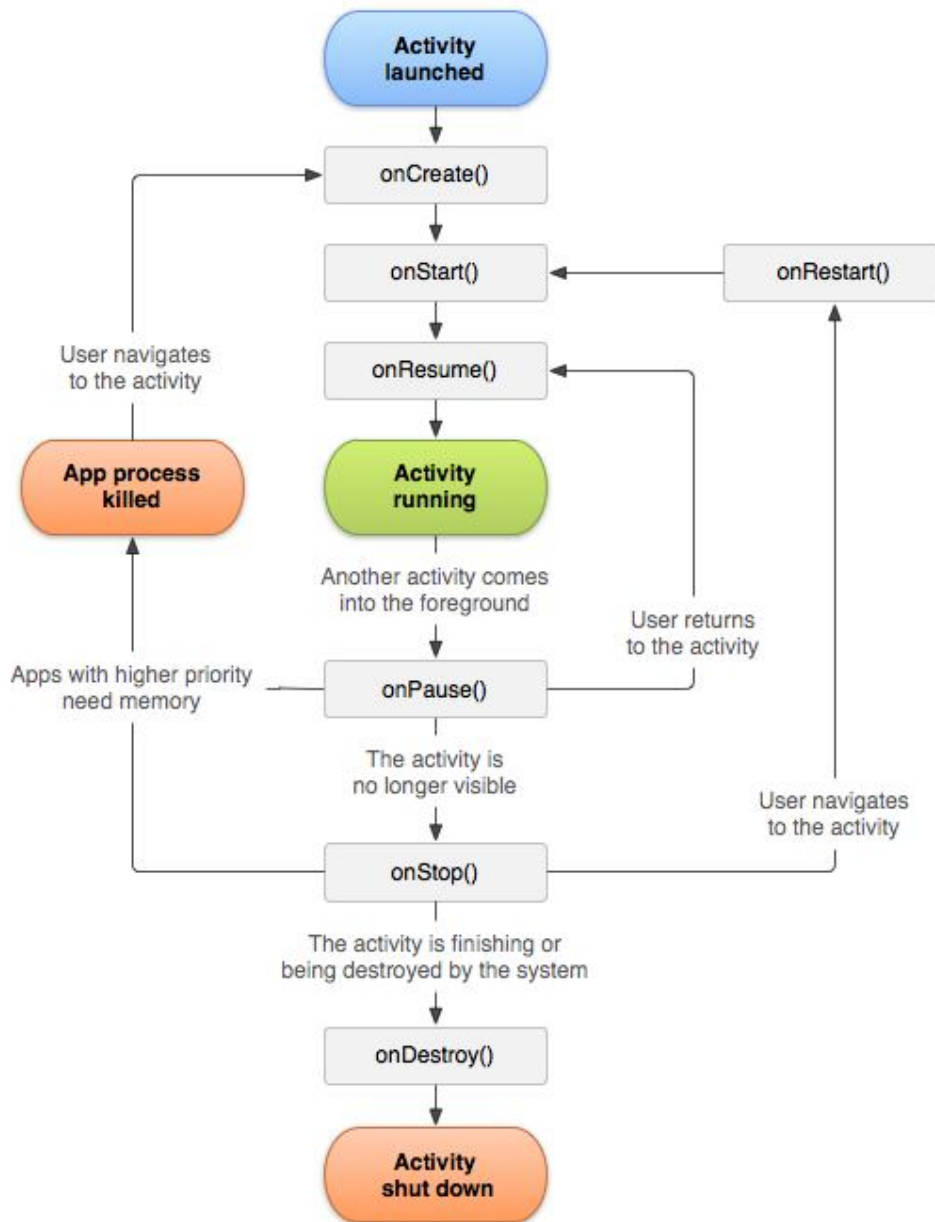 Activity
launched
onCreate()
onStart()
onRestart()
User navigates
to the activity
onResume()
App process
killed
Activity
running
Another activity comes
into the foreground
User returns
to the activity
Apps with higher priority
need memory
onPause()
The activity is
no longer visible
User navigates
to the activity
onStop()
The activity is finishing or
being destroyed by the system
onDestroy()
Activity
shut down